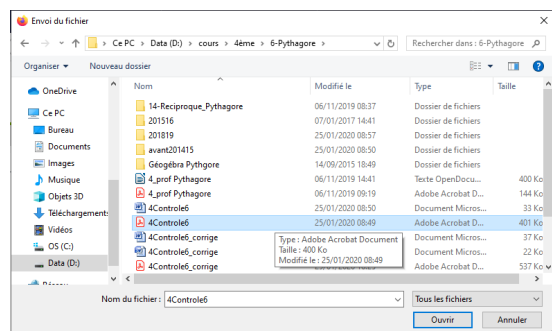 Envoi du fichier
Ce PC > Data (D:) > cours > 4ème > 6-Pythagore >
Rechercher dans : 6-Pythagore
Organiser Nouveau dossier
Nom Modifié le Type Taille
OneDrive
Ce PC
Bureau
Documents
Images
Musique
Objets 3D
Téléchargements
Vidéos
OS (C:)
Data (D:)
14-Reciproque_Pythagore 06/11/2019 08:37 Dossier de fichiers
201516 07/01/2017 14:41 Dossier de fichiers
201819 25/01/2020 08:57 Dossier de fichiers
avant201415 25/01/2020 08:50 Dossier de fichiers
Géogébra Pythgore 14/09/2015 18:49 Dossier de fichiers
4_prof Pythagore 06/11/2019 14:41 Texte OpenDocu... 400 Ko
4_prof Pythagore 06/11/2019 09:19 Adobe Acrobat D... 144 Ko
4Controle6 25/01/2020 08:50 Document Micros... 33 Ko
4Controle6 25/01/2020 08:49 Adobe Acrobat D... 401 Ko
4Controle6_corrige Document Micros... 37 Ko
4Controle6_corrige Document Micros... 22 Ko
4Controle6_corrige Adobe Acrobat D... 537 Ko
Type : Adobe Acrobat Document
Taille : 400 Ko
Modifié le : 25/01/2020 08:49
Nom du fichier : 4Controle6 Tous les fichiers
Ouvrir Annuler